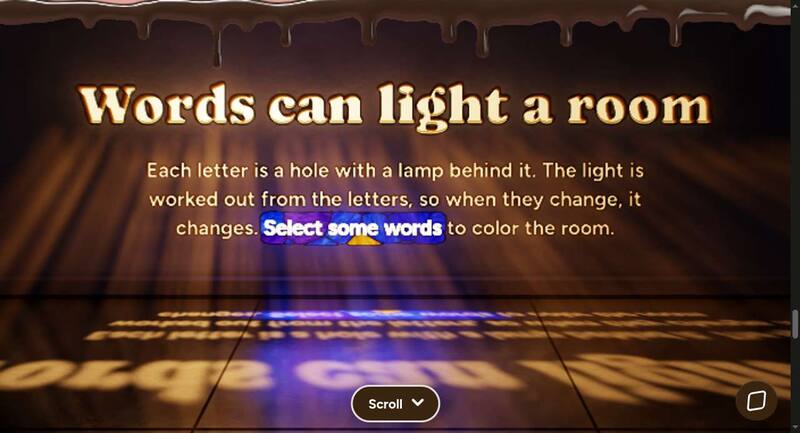 Words can light a room
Each letter is a hole with a lamp behind it. The light is
worked out from the letters, so when they change, it
changes. Select some words to color the room.
Scroll